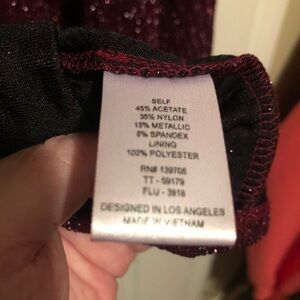 SELF
45% ACETATE
35% NYLON
15% METALLIC
5% SPANDEX
LINING
100% POLYESTER
RN# 139705
TT - 59179
FLU - 3918
DESIGNED IN LOS ANGELES
MADE IN VIETNAM